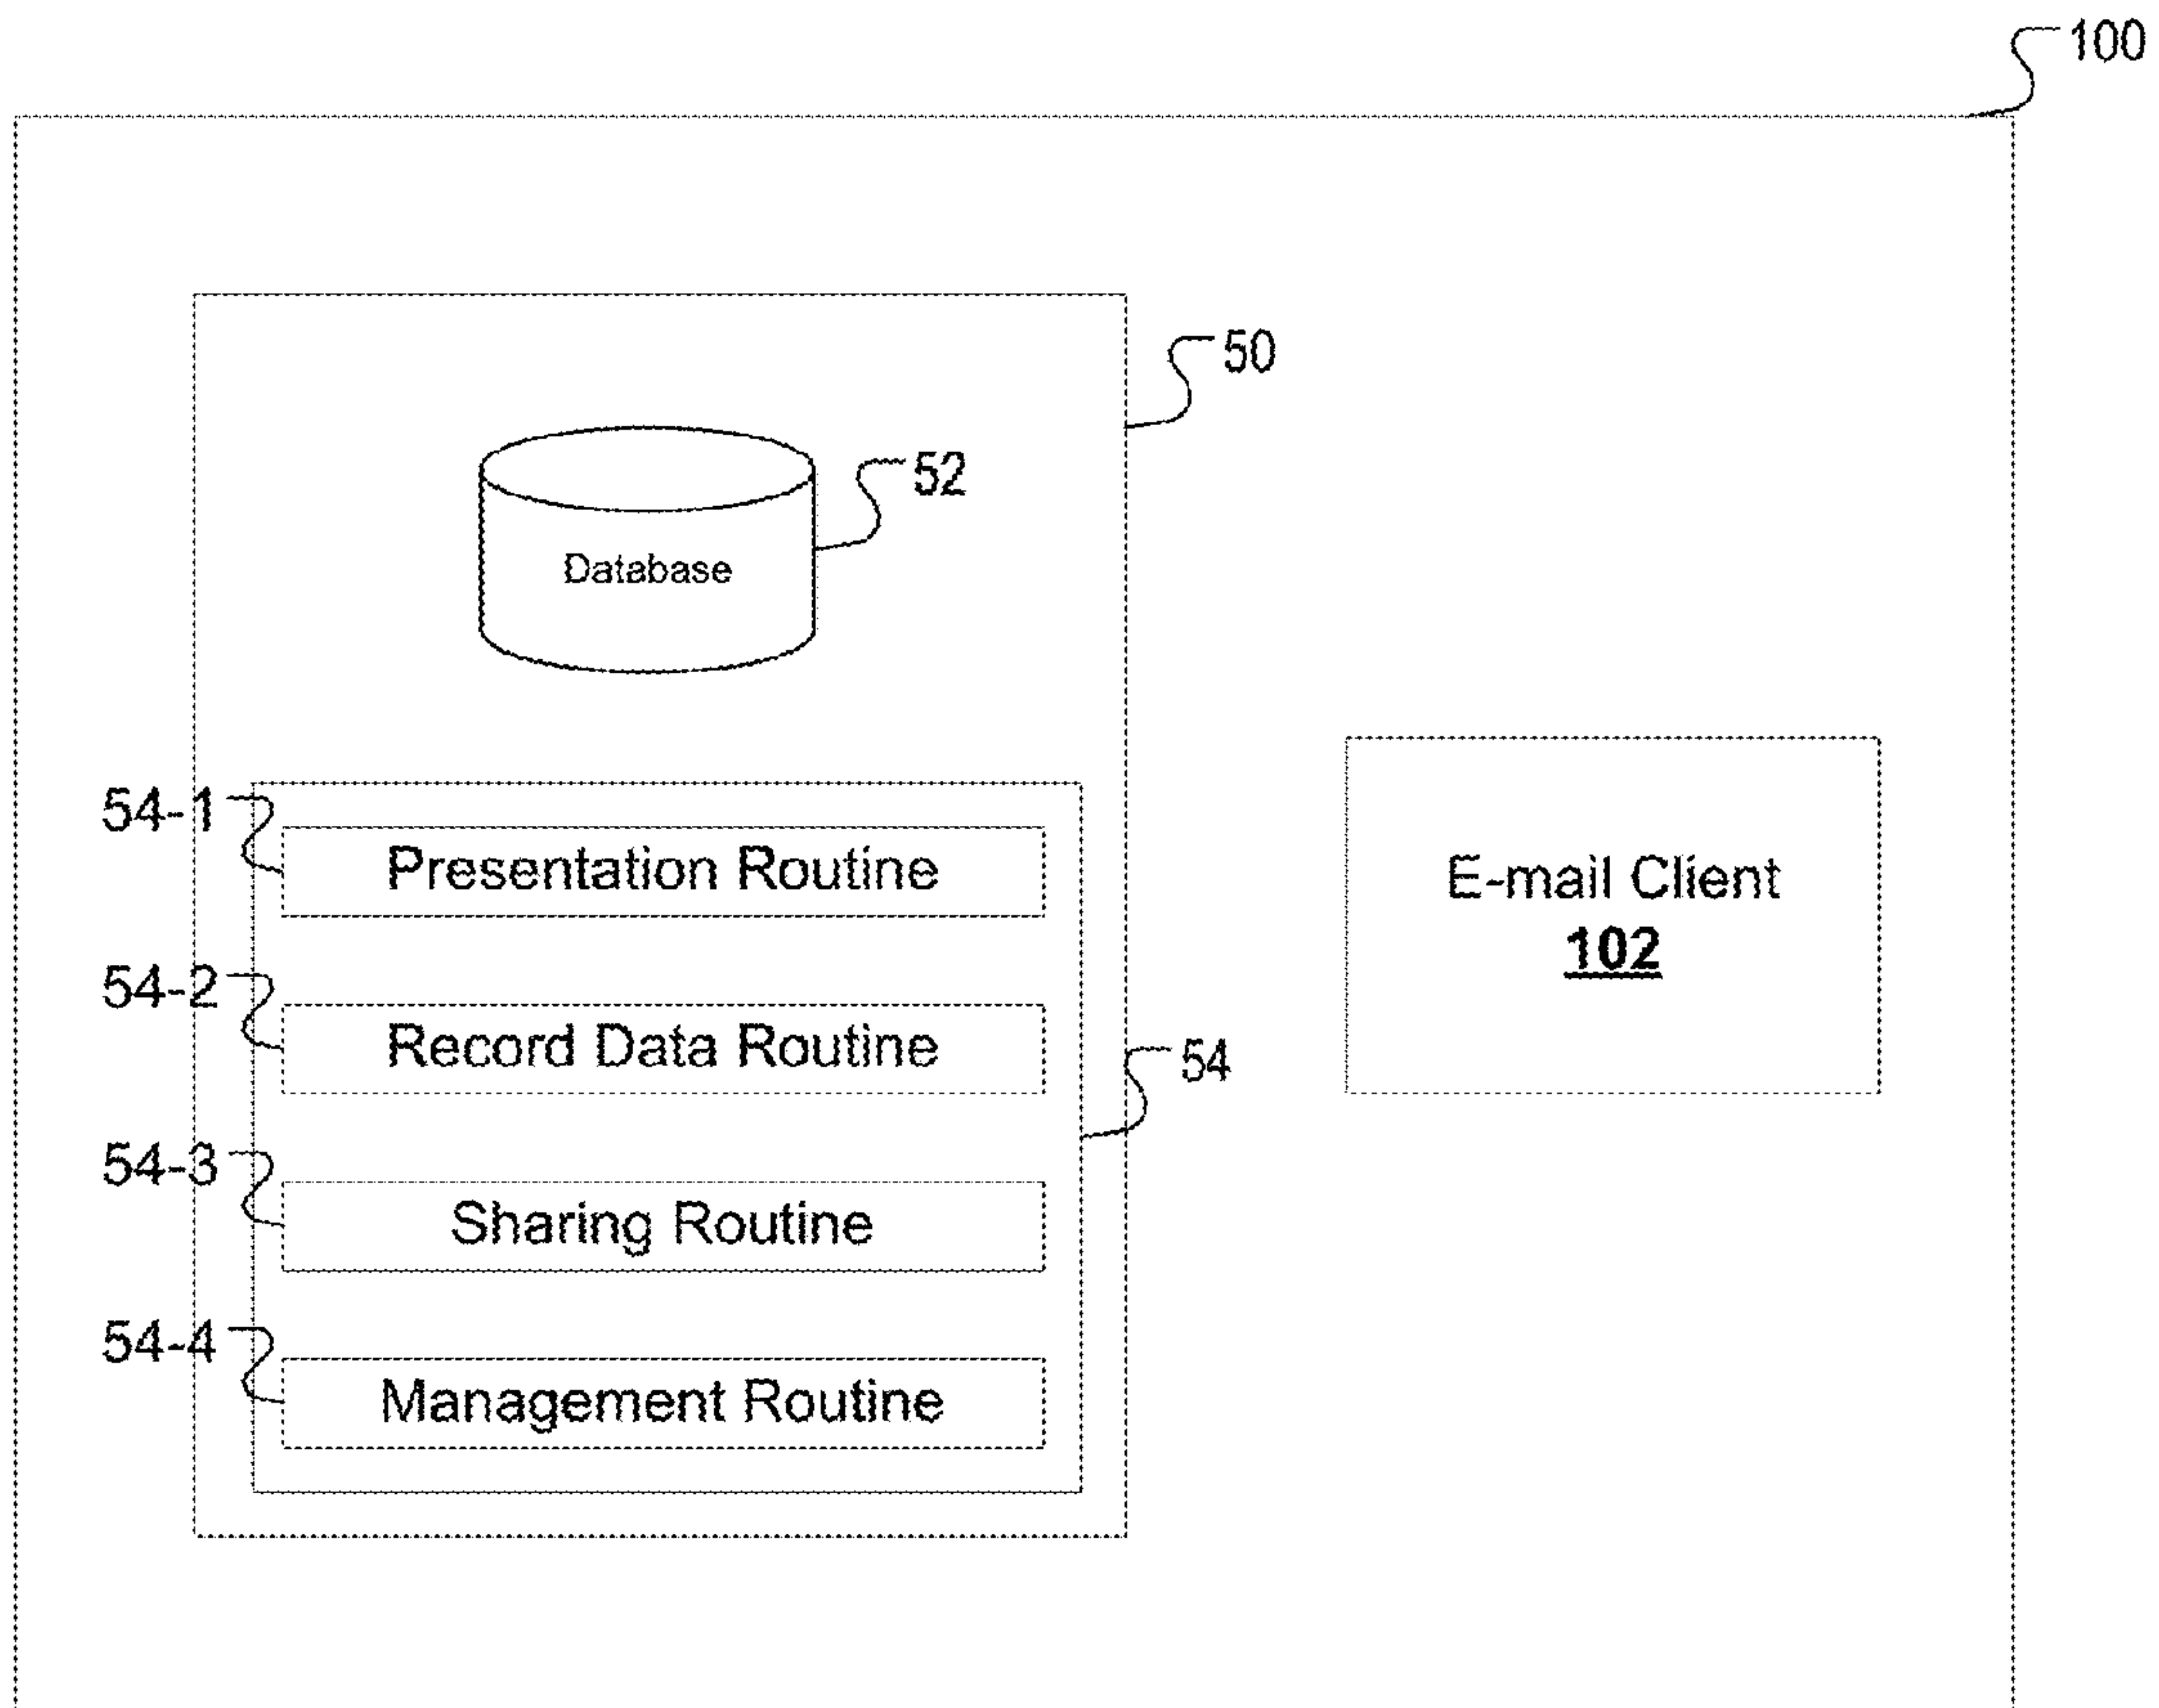 100
50
52
Database
54-1
Presentation Routine
E-mail Client
102
54-2
Record Data Routine
54
54-3
Sharing Routine
54-4
Management Routine